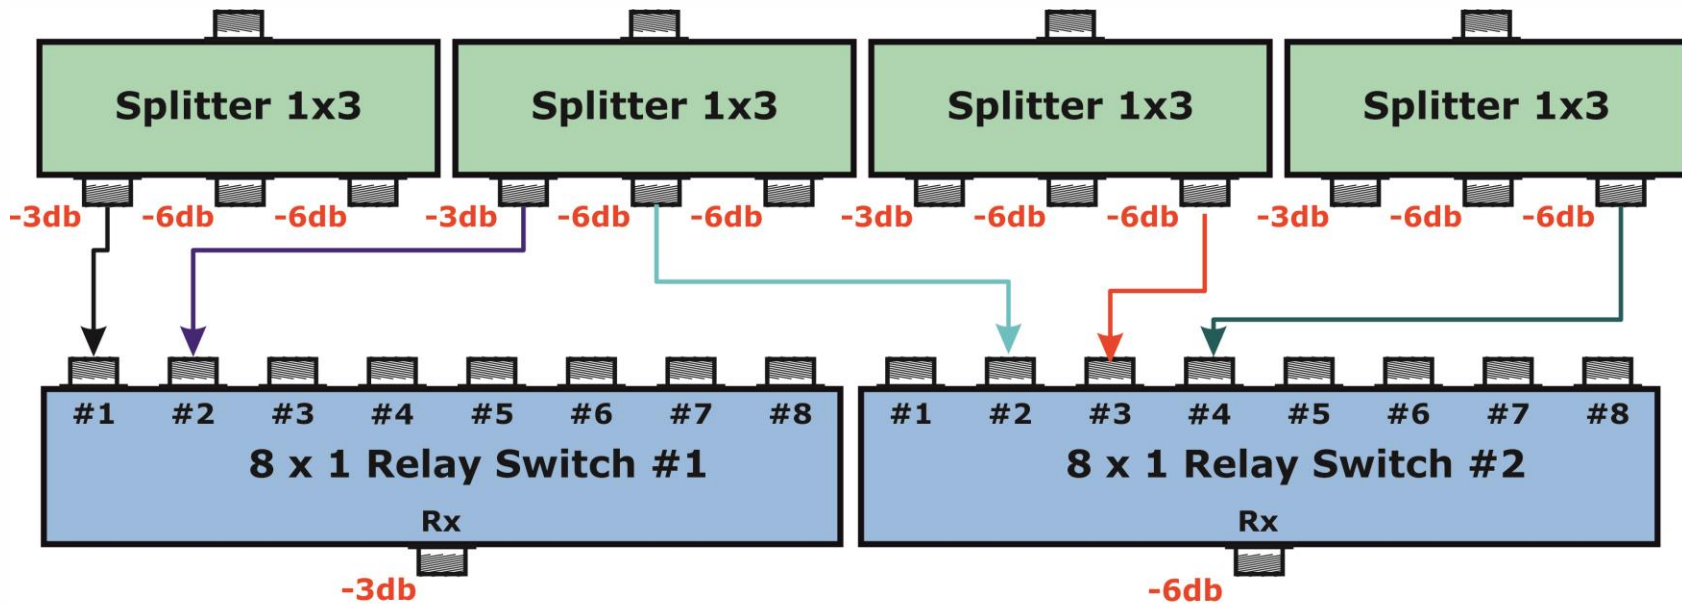 Splitter 1x3
Splitter 1x3
Splitter 1x3
Splitter 1x3
-3db -6db -6db -3db -6db -6db -3db -6db -6db -3db -6db -6db
#1 #2 #3 #4 #5 #6 #7 #8
8 x 1 Relay Switch #1
Rx
-3db
#1 #2 #3 #4 #5 #6 #7 #8
8 x 1 Relay Switch #2
Rx
-6db